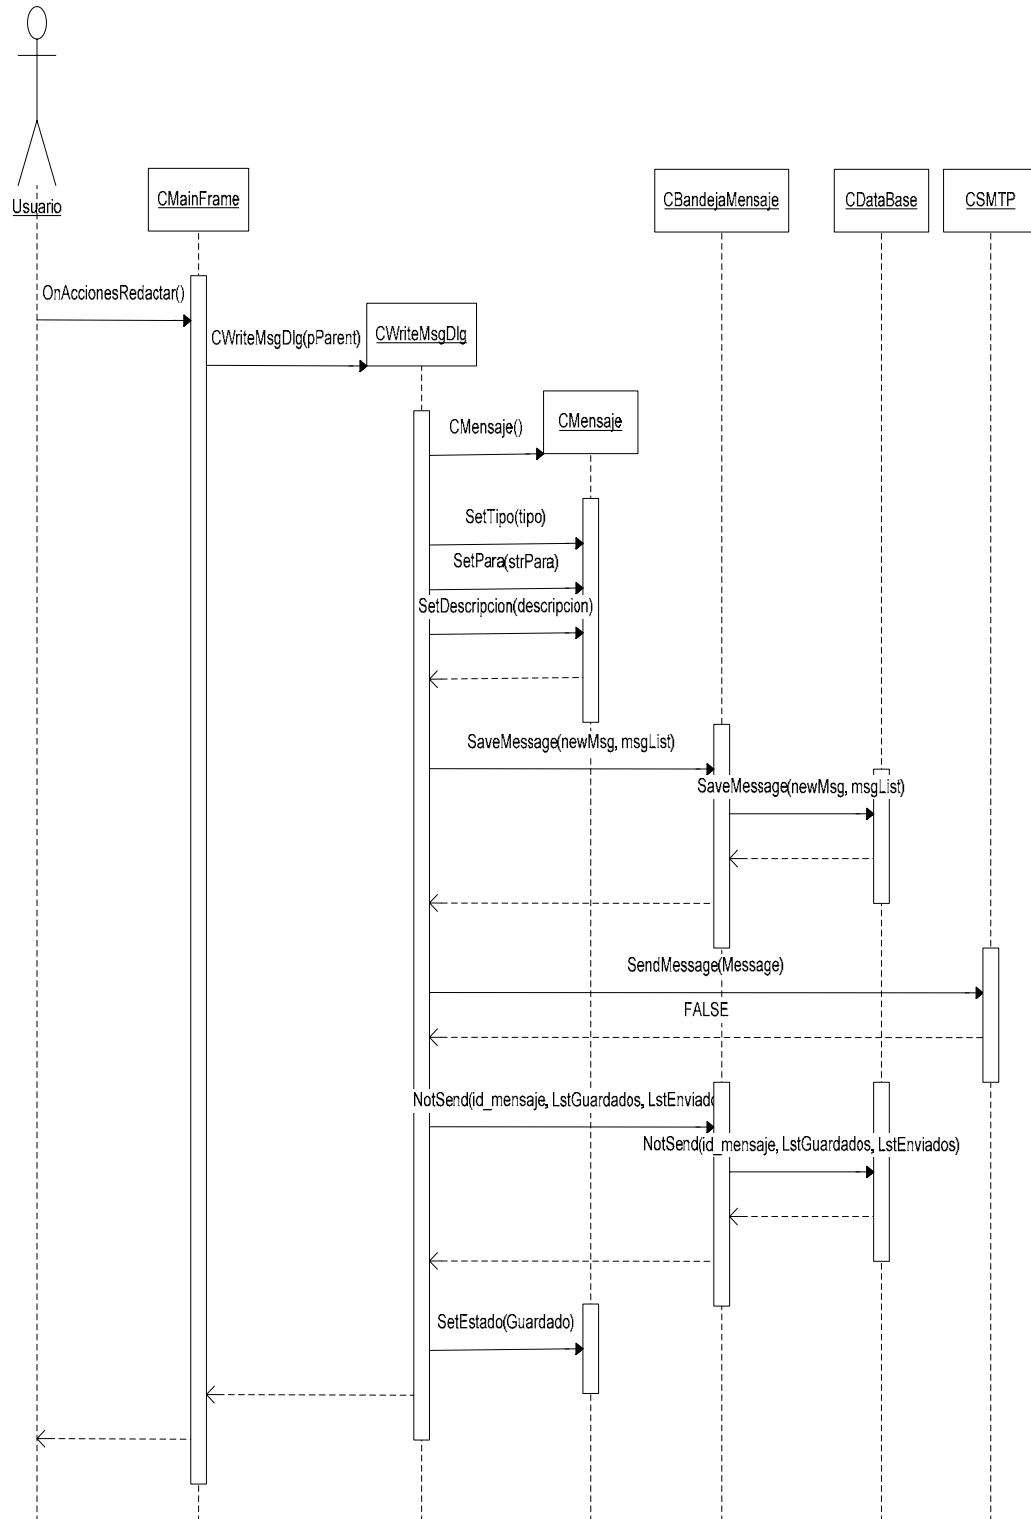 Usuario
CMainFrame
CBandejaMensaje
CDataBase
CSMTP
OnAccionesRedactar()
CWriteMsgDlg(pParent)
CWriteMsgDlg
CMensaje()
CMensaje
SetTipo(tipo)
SetPara(strPara)
SetDescripcion(descripcion)
SaveMessage(newMsg, msgList)
SaveMessage(newMsg, msgList)
SendMessage(Message)
FALSE
NotSend(id_mensaje, LstGuardados, LstEnviado
NotSend(id_mensaje, LstGuardados, LstEnviados)
SetEstado(Guardado)